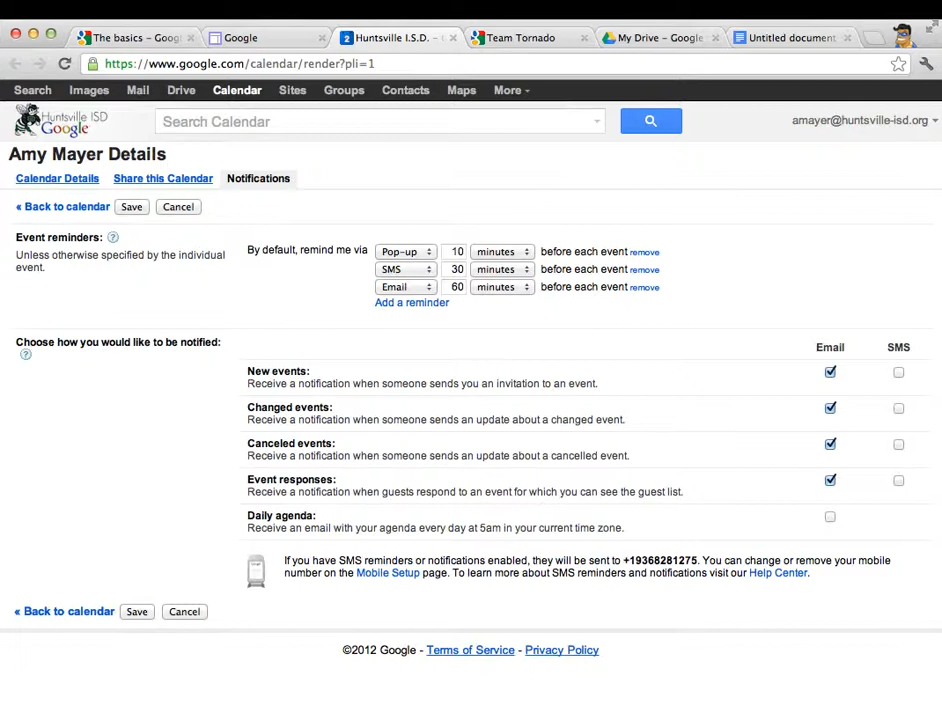 The basics - Googl
Google
Huntsville I.S.D. -
Team Tornado
My Drive - Google
Untitled document
https://www.google.com/calendar/render?pli=1
Search Images Mail Drive Calendar Sites Groups Contacts Maps More
Huntsville ISD
Google
Search Calendar
amayer@huntsville-isd.org
Amy Mayer Details
Calendar Details Share this Calendar Notifications
« Back to calendar Save Cancel
Event reminders: ?
Unless otherwise specified by the individual
event.
By default, remind me via Pop-up 10 minutes before each event remove
SMS 30 minutes before each event remove
Email 60 minutes before each event remove
Add a reminder
Choose how you would like to be notified:
?
Email SMS
New events:
Receive a notification when someone sends you an invitation to an event.
Changed events:
Receive a notification when someone sends an update about a changed event.
Canceled events:
Receive a notification when someone sends an update about a cancelled event.
Event responses:
Receive a notification when guests respond to an event for which you can see the guest list.
Daily agenda:
Receive an email with your agenda every day at 5am in your current time zone.
If you have SMS reminders or notifications enabled, they will be sent to +19368281275. You can change or remove your mobile
number on the Mobile Setup page. To learn more about SMS reminders and notifications visit our Help Center.
« Back to calendar Save Cancel
©2012 Google - Terms of Service - Privacy Policy